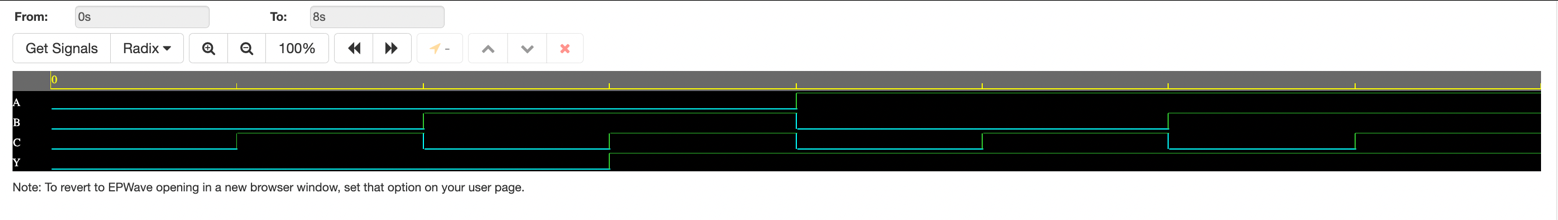 From: 0s To: 8s
Get Signals Radix 100% -
0
A
B
C
Y
Note: To revert to EPWave opening in a new browser window, set that option on your user page.